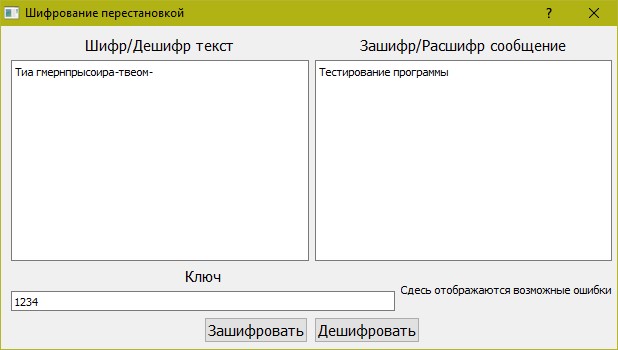 Шифрование перестановкой
?
Шифр/Дешифр текст
Зашифр/Расшифр сообщение
Тиа гмернпрысоира-твеом-
Тестирование программы
Ключ
Сдесь отображаются возможные ошибки
1234
Зашифровать
Дешифровать